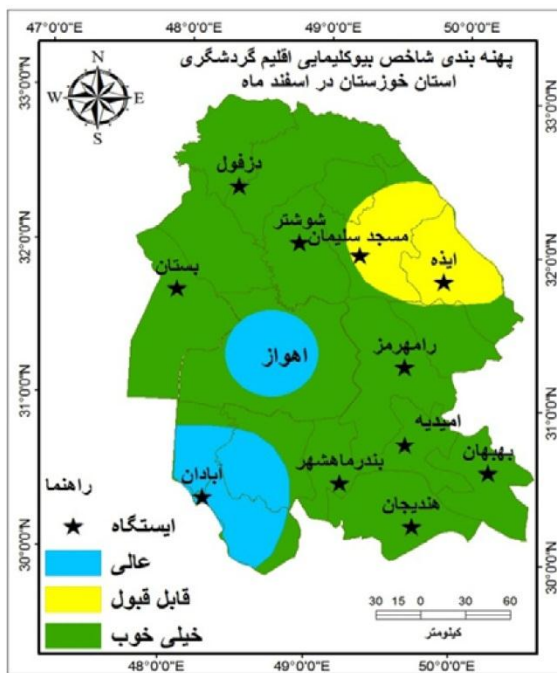 47°0'0"E 48°0'0"E 49°0'0"E 50°0'0"E
پهنه بندی شاخص بیوکلیمایی اقلیم گردشگری
استان خوزستان در اسفند ماه
N
W E
S
33°0'0"N
33°0'0"N
دزفول
شوشتر
مسجد سلیمان
ایذه
بستان
32°0'0"N
32°0'0"N
اهواز
رامهرمز
31°0'0"N
31°0'0"N
امیدیه
بهبهان
بندرماهشهر
آبادان
هندیجان
30°0'0"N
30°0'0"N
راهنما
ایستگاه
عالی
قابل قبول
خیلی خوب
30 15 0 30 60
کیلومتر
48°0'0"E 49°0'0"E 50°0'0"E